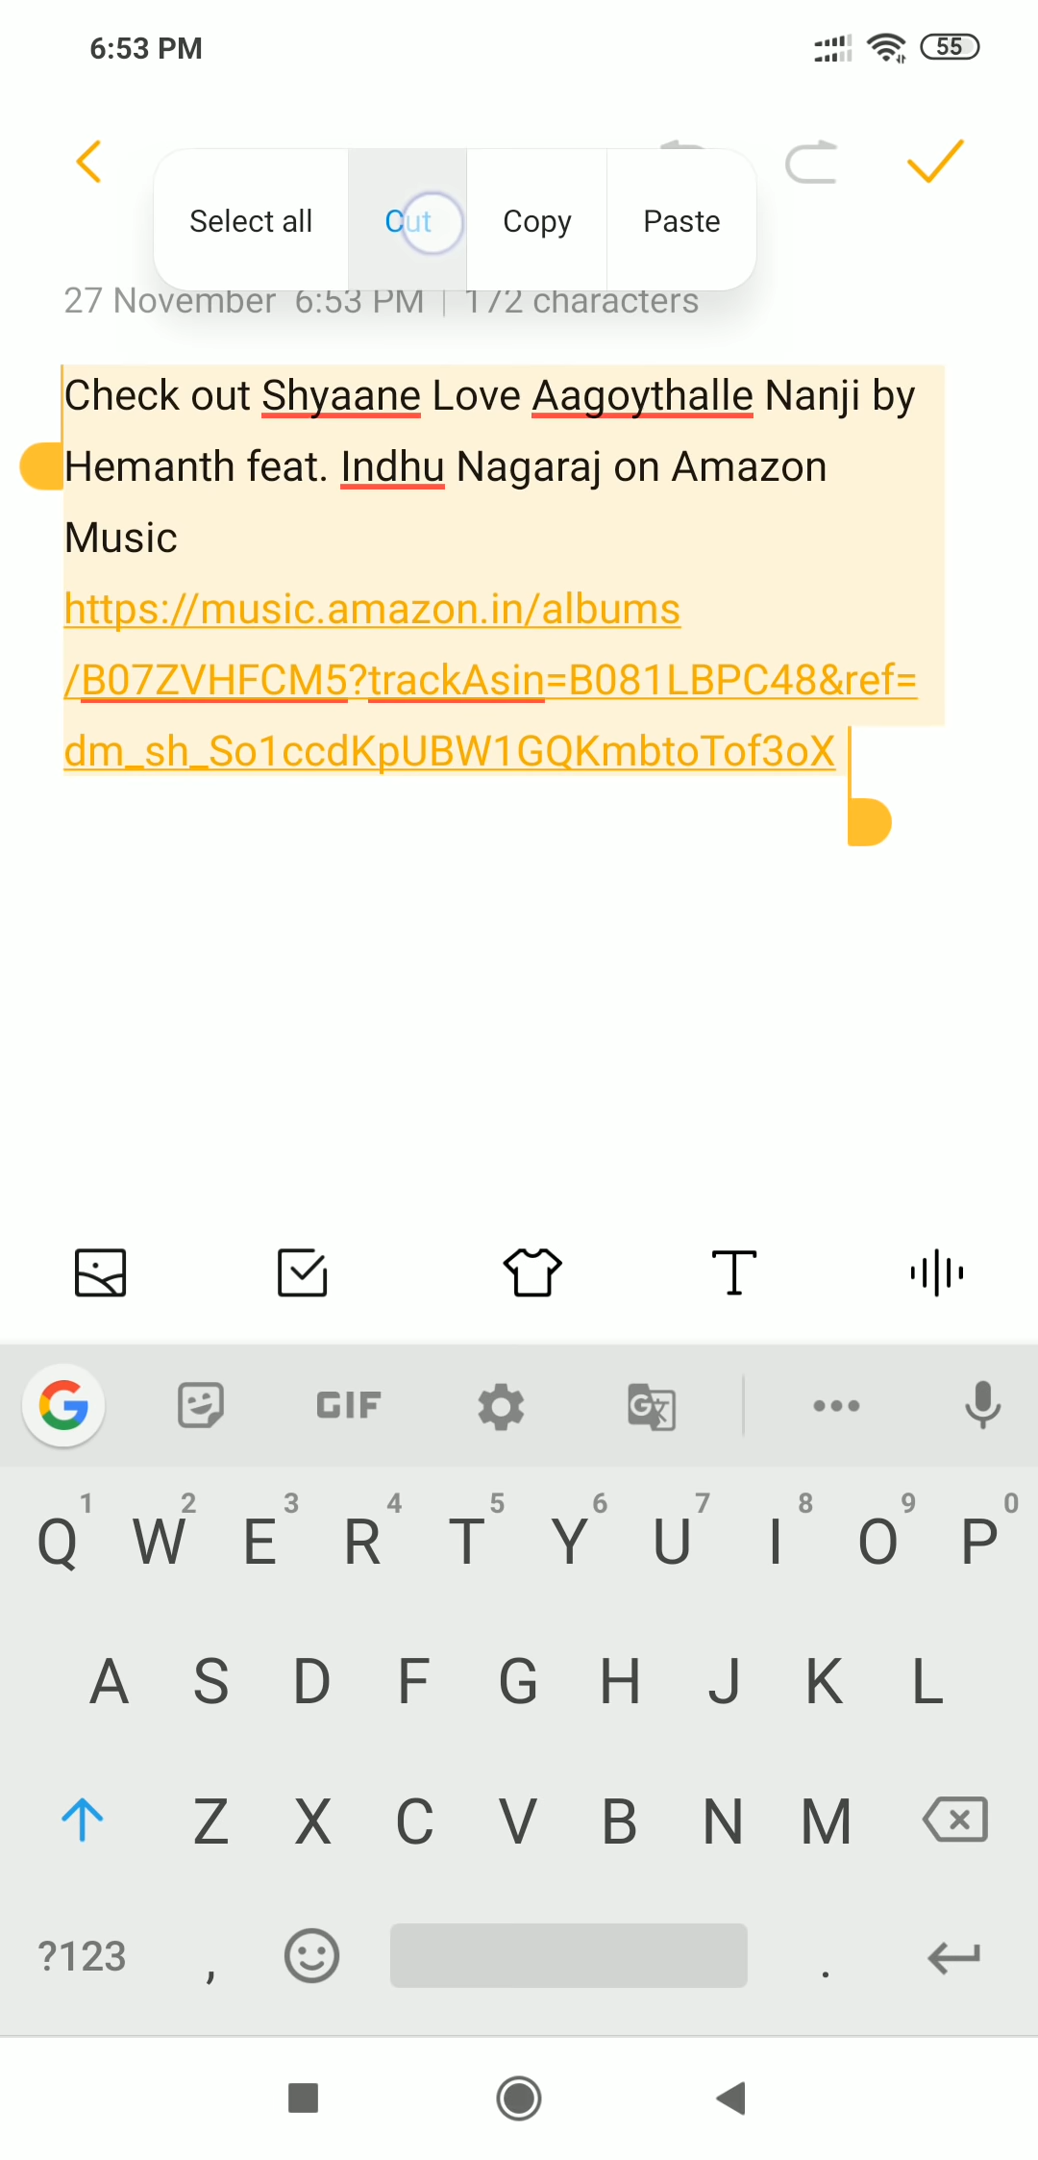 6:53 PM
55
Select all Cut Copy Paste
27 November 6:53 PM | 172 characters
Check out Shyaane Love Aagoythalle Nanji by
Hemanth feat. Indhu Nagaraj on Amazon
Music
https://music.amazon.in/albums
/B07ZVHFCM5?trackAsin=B081LBPC48&ref=
dm_sh_So1ccdKpUBW1GQKmbtoTof3oX
T
G GIF G文
1 2 3 4 5 6 7 8 9 0
Q W E R T Y U I O P
A S D F G H J K L
Z X C V B N M
?123 , .